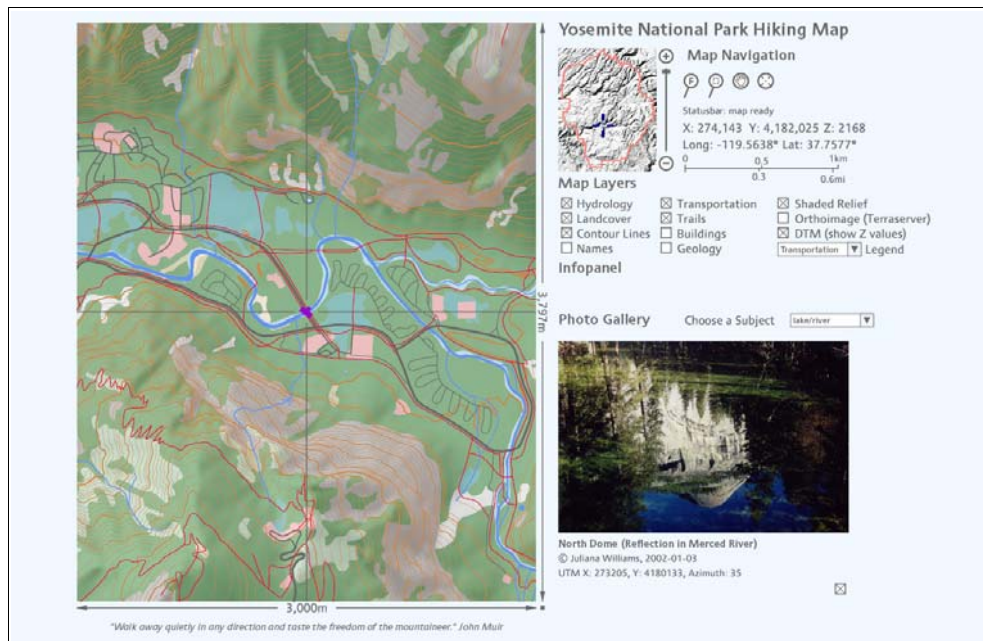 Yosemite National Park Hiking Map
Map Navigation
F
Statusbar: map ready
X: 274,143 Y: 4,182,025 Z: 2168
Long: -119.5638° Lat: 37.7577°
0 0.5 1km
0.3 0.6mi
Map Layers
Hydrology Transportation Shaded Relief
Landcover Trails Orthoimage (Terraserver)
Contour Lines Buildings DTM (show Z values)
Names Geology Transportation Legend
Infopanel
3,797m
Photo Gallery Choose a Subject lake/river
North Dome (Reflection in Merced River)
© Juliana Williams, 2002-01-03
UTM X: 273205, Y: 4180133, Azimuth: 35
3,000m
"Walk away quietly in any direction and taste the freedom of the mountaineer." John Muir